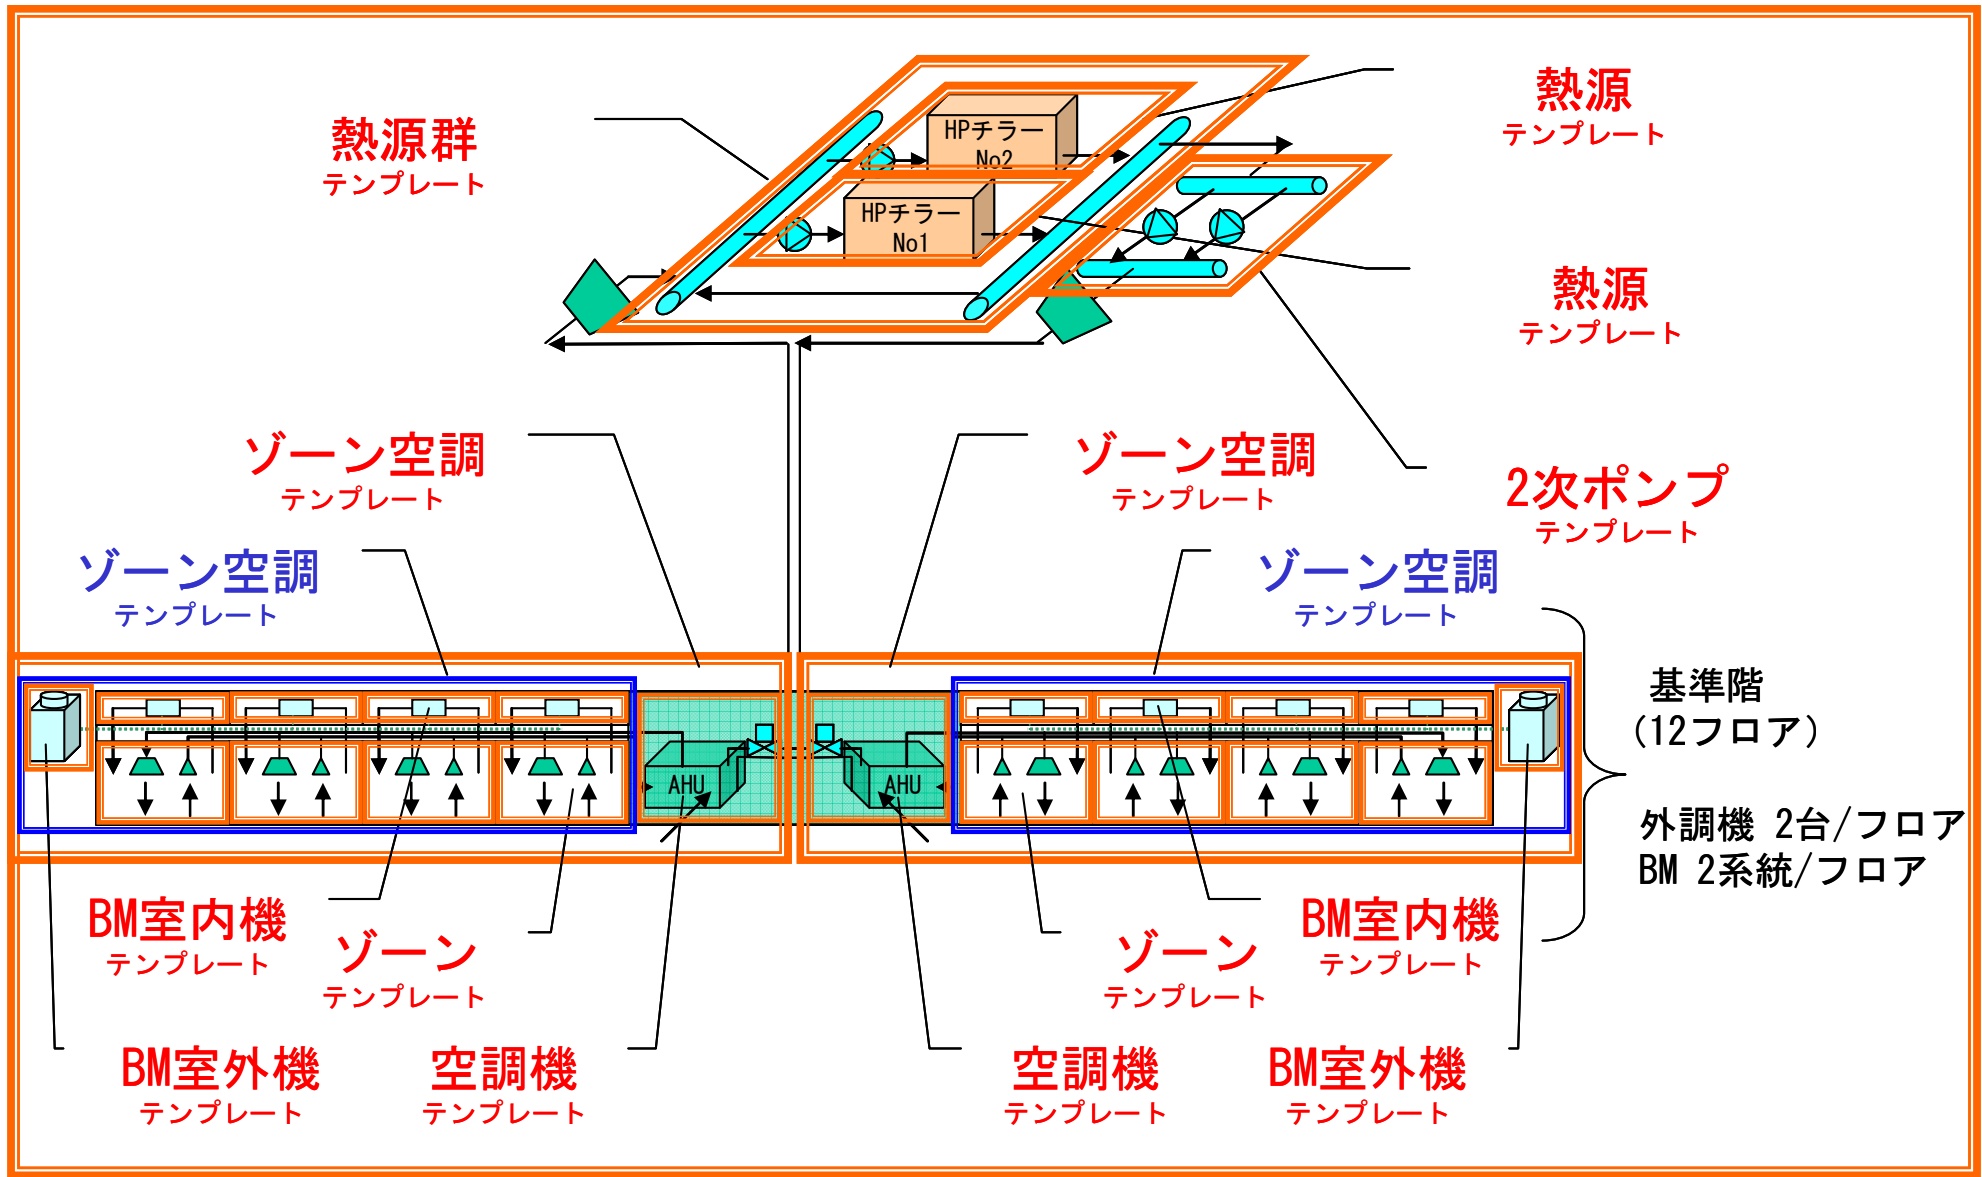 熱源群
テンプレート
HPチラー
No2
熱源
テンプレート
HPチラー
No1
熱源
テンプレート
ゾーン空調
テンプレート
ゾーン空調
テンプレート
2次ポンプ
テンプレート
ゾーン空調
テンプレート
ゾーン空調
テンプレート
基準階
(12フロア)
AHU
AHU
外調機 2台/フロア
BM 2系統/フロア
BM室内機
テンプレート
ゾーン
テンプレート
ゾーン
テンプレート
BM室内機
テンプレート
BM室外機
テンプレート
空調機
テンプレート
空調機
テンプレート
BM室外機
テンプレート